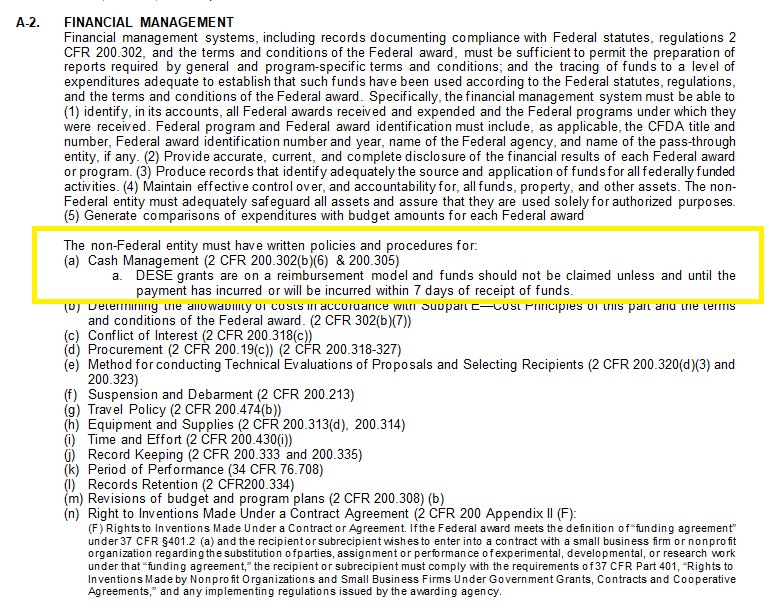 A-2. FINANCIAL MANAGEMENT
Financial management systems, including records documenting compliance with Federal statutes, regulations 2
CFR 200.302, and the terms and conditions of the Federal award, must be sufficient to permit the preparation of
reports required by general and program-specific terms and conditions; and the tracing of funds to a level of
expenditures adequate to establish that such funds have been used according to the Federal statutes, regulations,
and the terms and conditions of the Federal award. Specifically, the financial management system must be able to
(1) identify, in its accounts, all Federal awards received and expended and the Federal programs under which they
were received. Federal program and Federal award identification must include, as applicable, the CFDA title and
number, Federal award identification number and year, name of the Federal agency, and name of the pass-through
entity, if any. (2) Provide accurate, current, and complete disclosure of the financial results of each Federal award
or program. (3) Produce records that identify adequately the source and application of funds for all federally funded
activities. (4) Maintain effective control over, and accountability for, all funds, property, and other assets. The non-
Federal entity must adequately safeguard all assets and assure that they are used solely for authorized purposes.
(5) Generate comparisons of expenditures with budget amounts for each Federal award
The non-Federal entity must have written policies and procedures for:
(a) Cash Management (2 CFR 200.302(b)(6) & 200.305)
a. DESE grants are on a reimbursement model and funds should not be claimed unless and until the
payment has incurred or will be incurred within 7 days of receipt of funds.
(b) Determining the allowability of costs in accordance with Subpart E—Cost Principles of this part and the terms
and conditions of the Federal award. (2 CFR 302(b)(7))
(c) Conflict of Interest (2 CFR 200.318(c))
(d) Procurement (2 CFR 200.19(c)) (2 CFR 200.318-327)
(e) Method for conducting Technical Evaluations of Proposals and Selecting Recipients (2 CFR 200.320(d)(3) and
200.323)
(f) Suspension and Debarment (2 CFR 200.213)
(g) Travel Policy (2 CFR 200.474(b))
(h) Equipment and Supplies (2 CFR 200.313(d), 200.314)
(i) Time and Effort (2 CFR 200.430(i))
(j) Record Keeping (2 CFR 200.333 and 200.335)
(k) Period of Performance (34 CFR 76.708)
(l) Records Retention (2 CFR200.334)
(m) Revisions of budget and program plans (2 CFR 200.308) (b)
(n) Right to Inventions Made Under a Contract Agreement (2 CFR 200 Appendix II (F):
(F) Rights to Inventions Made Under a Contract or Agreement. If the Federal award meets the definition of “funding agreement”
under 37 CFR §401.2 (a) and the recipient or subrecipient wishes to enter into a contract with a small business firm or nonprofit
organization regarding the substitution of parties, assignment or performance of experimental, developmental, or research work
under that “funding agreement,” the recipient or subrecipient must comply with the requirements of 37 CFR Part 401, “Rights to
Inventions Made by Nonprofit Organizations and Small Business Firms Under Government Grants, Contracts and Cooperative
Agreements,” and any implementing regulations issued by the awarding agency.